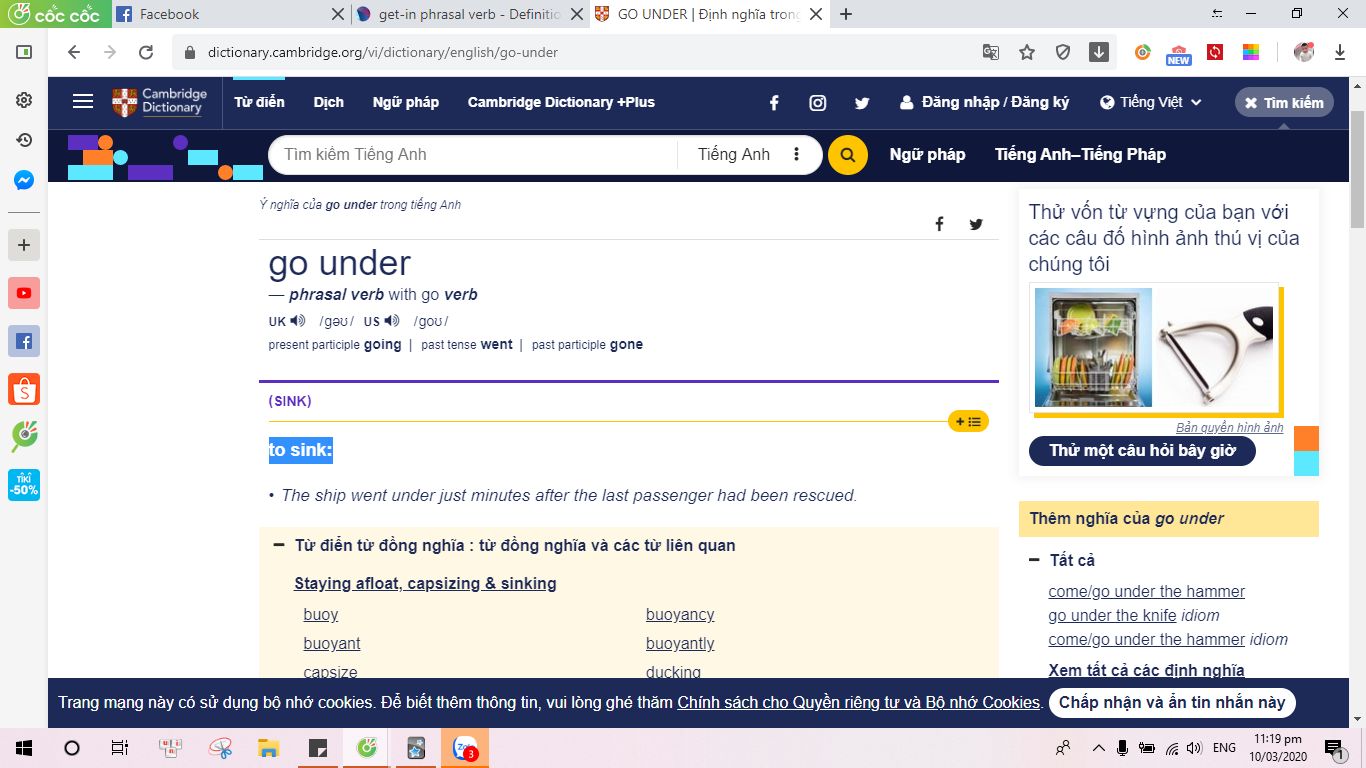 cốc cốc
Facebook
get-in phrasal verb - Definitio
GO UNDER | Định nghĩa trong
dictionary.cambridge.org/vi/dictionary/english/go-under
NEW
Cambridge
Dictionary
Từ điển
Dịch
Ngữ pháp
Cambridge Dictionary +Plus
Đăng nhập / Đăng ký
Tiếng Việt
Tìm kiếm
Tìm kiếm Tiếng Anh
Tiếng Anh
Ngữ pháp
Tiếng Anh–Tiếng Pháp
Ý nghĩa của go under trong tiếng Anh
go under
— phrasal verb with go verb
UK /ɡəʊ/ US /ɡoʊ/
present participle going | past tense went | past participle gone
(SINK)
to sink:
• The ship went under just minutes after the last passenger had been rescued.
Từ điển từ đồng nghĩa : từ đồng nghĩa và các từ liên quan
Staying afloat, capsizing & sinking
buoy
buoyancy
buoyant
buoyantly
capsize
ducking
Thử vốn từ vựng của bạn với
các câu đố hình ảnh thú vị của
chúng tôi
Bản quyền hình ảnh
Thử một câu hỏi bây giờ
Thêm nghĩa của go under
Tất cả
come/go under the hammer
go under the knife idiom
come/go under the hammer idiom
Xem tất cả các định nghĩa
TIKI
-50%
Trang mạng này có sử dụng bộ nhớ cookies. Để biết thêm thông tin, vui lòng ghé thăm Chính sách cho Quyền riêng tư và Bộ nhớ Cookies.
Chấp nhận và ẩn tin nhắn này
Zalo
3
ENG
11:19 pm
10/03/2020
1